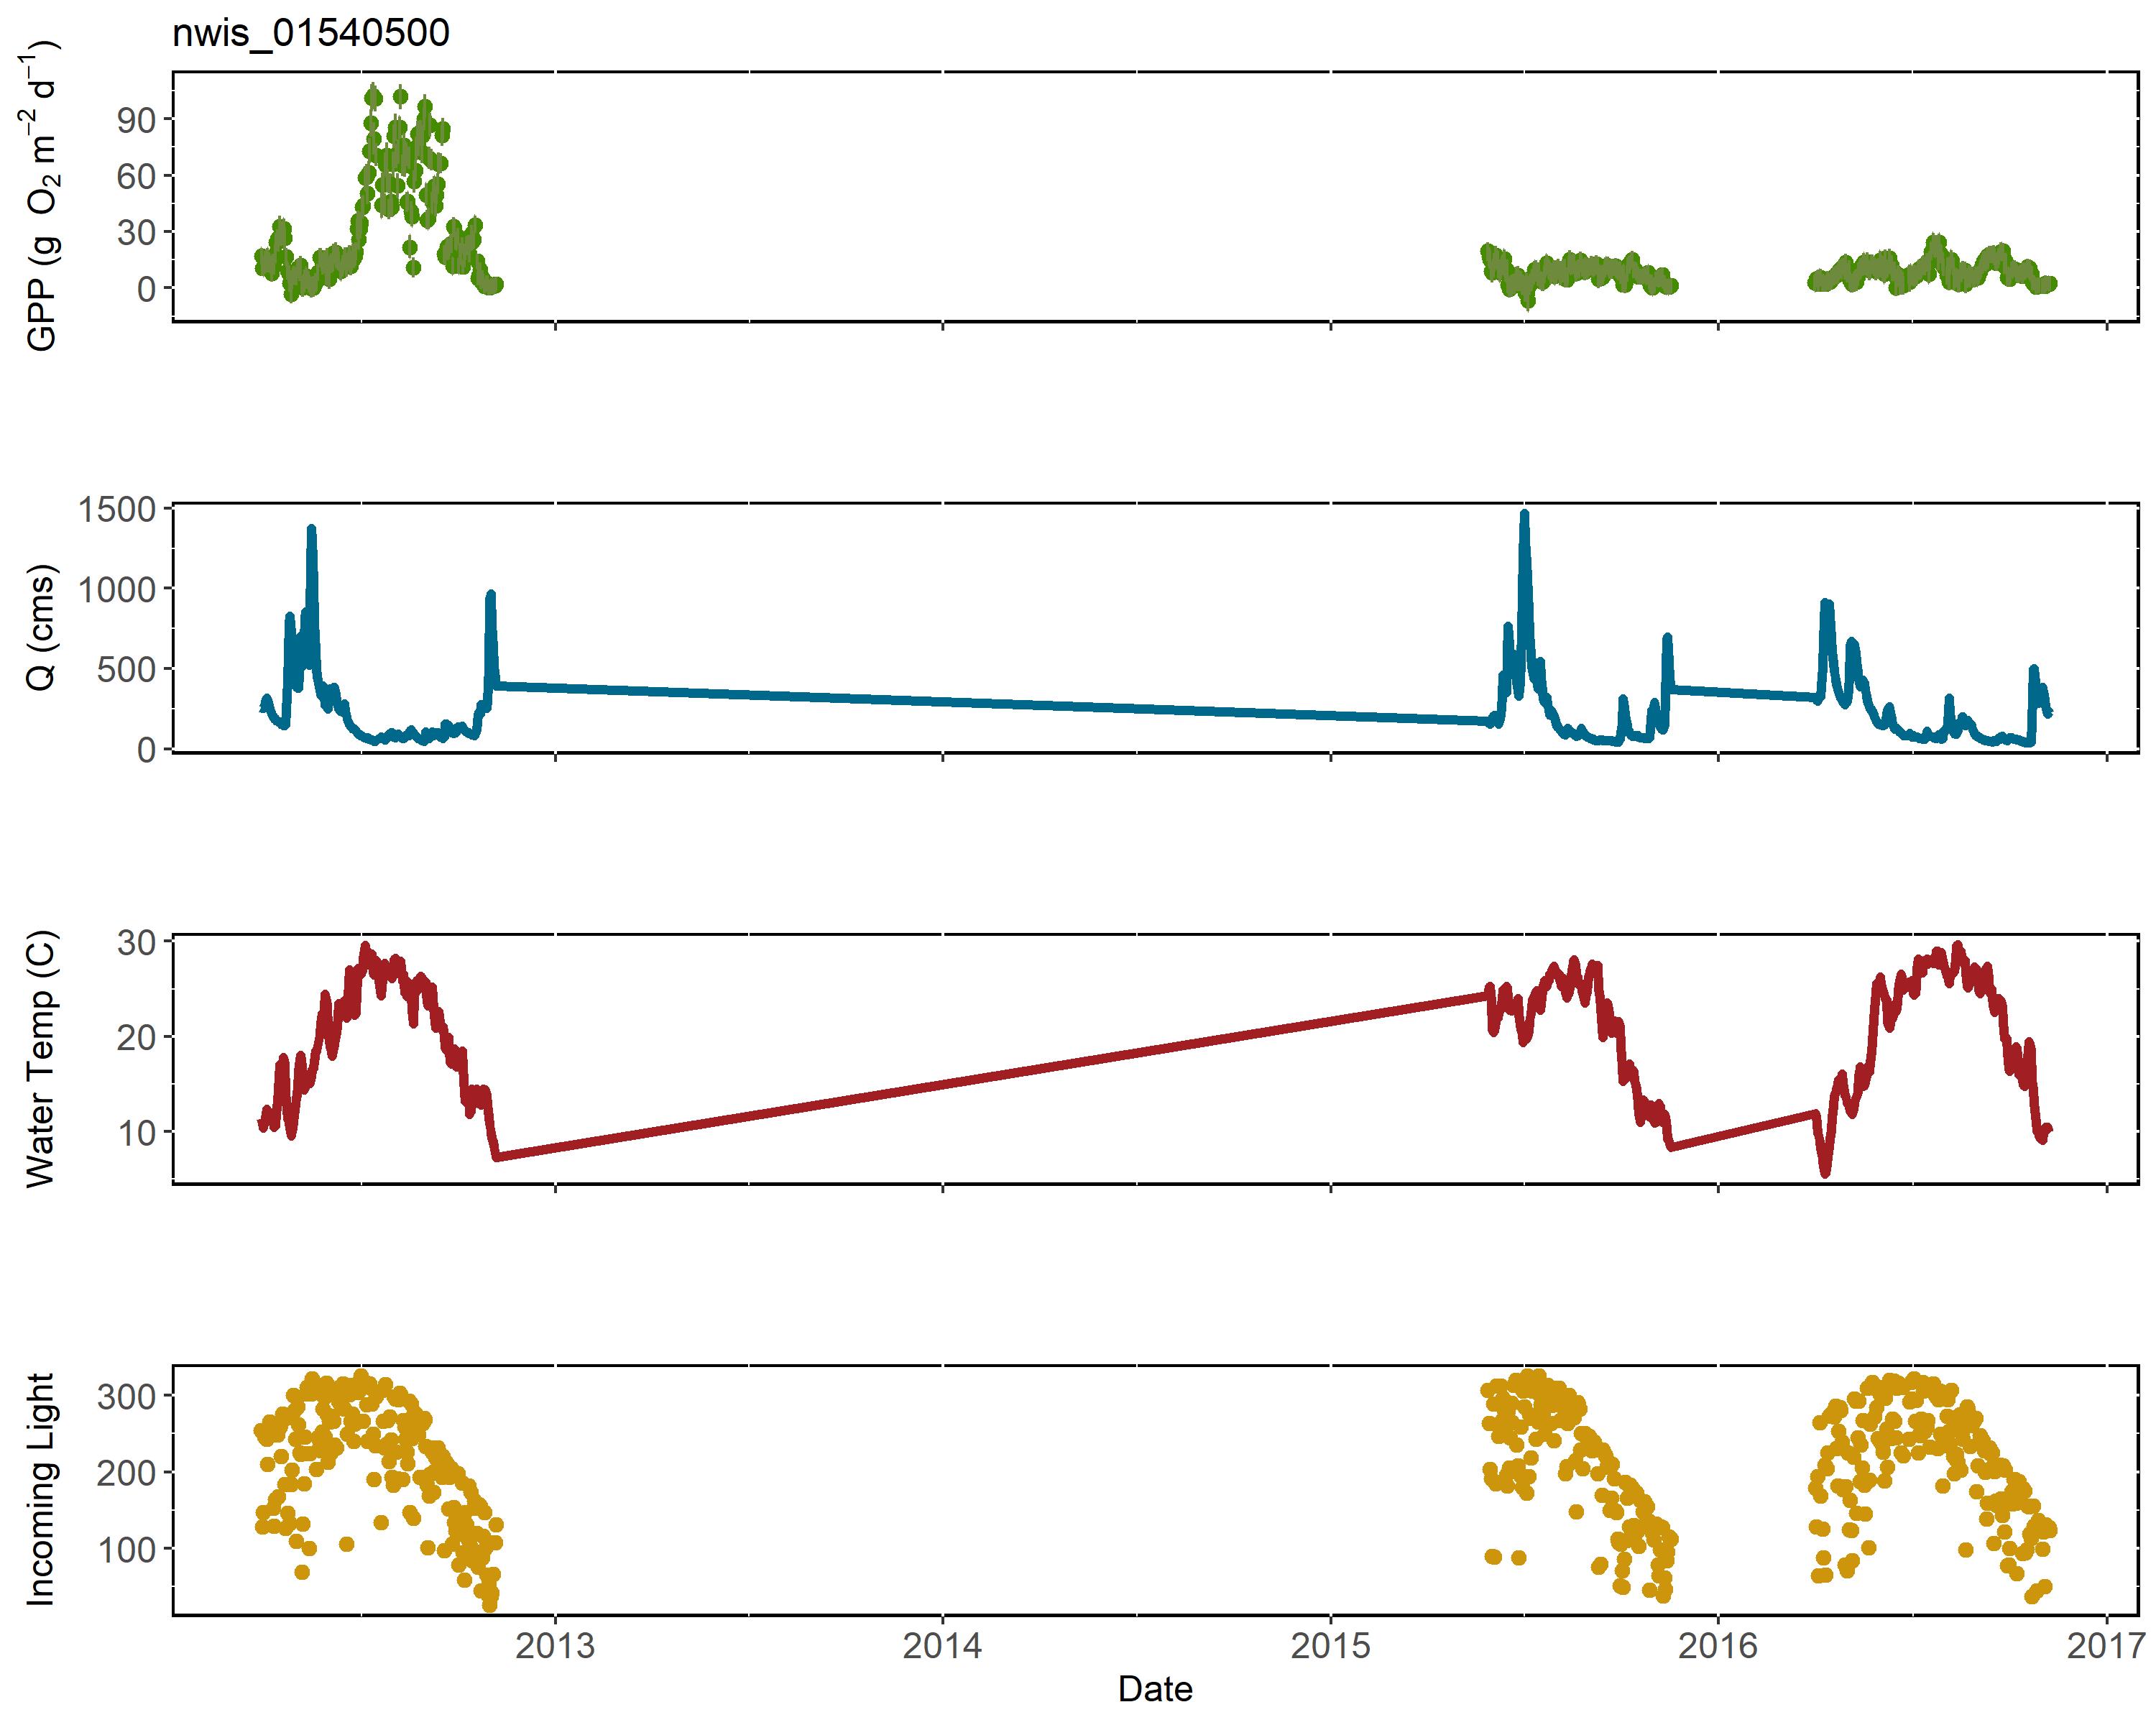 nwis_01540500
GPP (g O₂ m⁻² d⁻¹)
90
60
30
0
Q (cms)
1500
1000
500
0
Water Temp (C)
30
20
10
Incoming Light
300
200
100
2013 2014 2015 2016 2017
Date